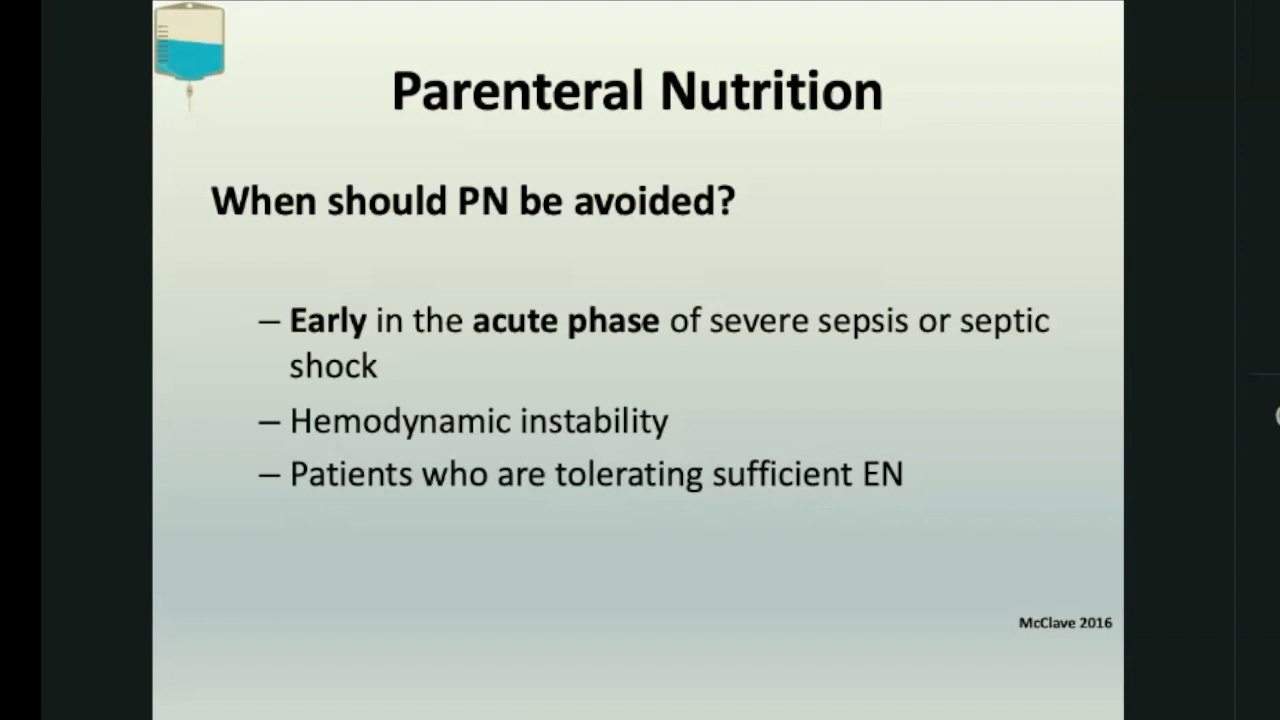 Parenteral Nutrition
When should PN be avoided?
– Early in the acute phase of severe sepsis or septic
shock
– Hemodynamic instability
– Patients who are tolerating sufficient EN
McClave 2016